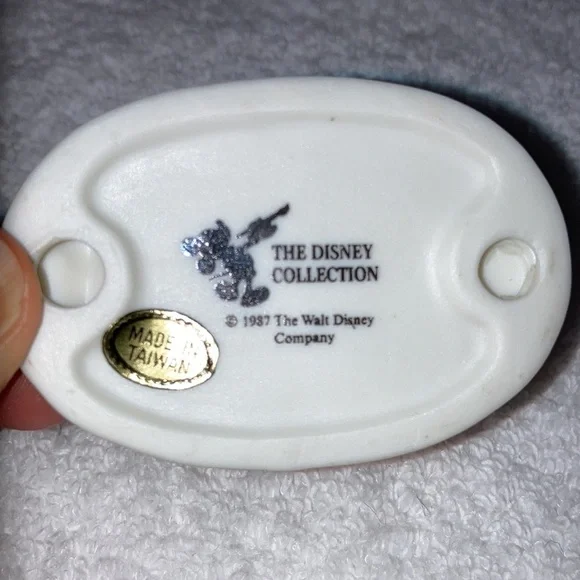 THE DISNEY
COLLECTION
© 1987 The Walt Disney
Company
MADE IN
TAIWAN